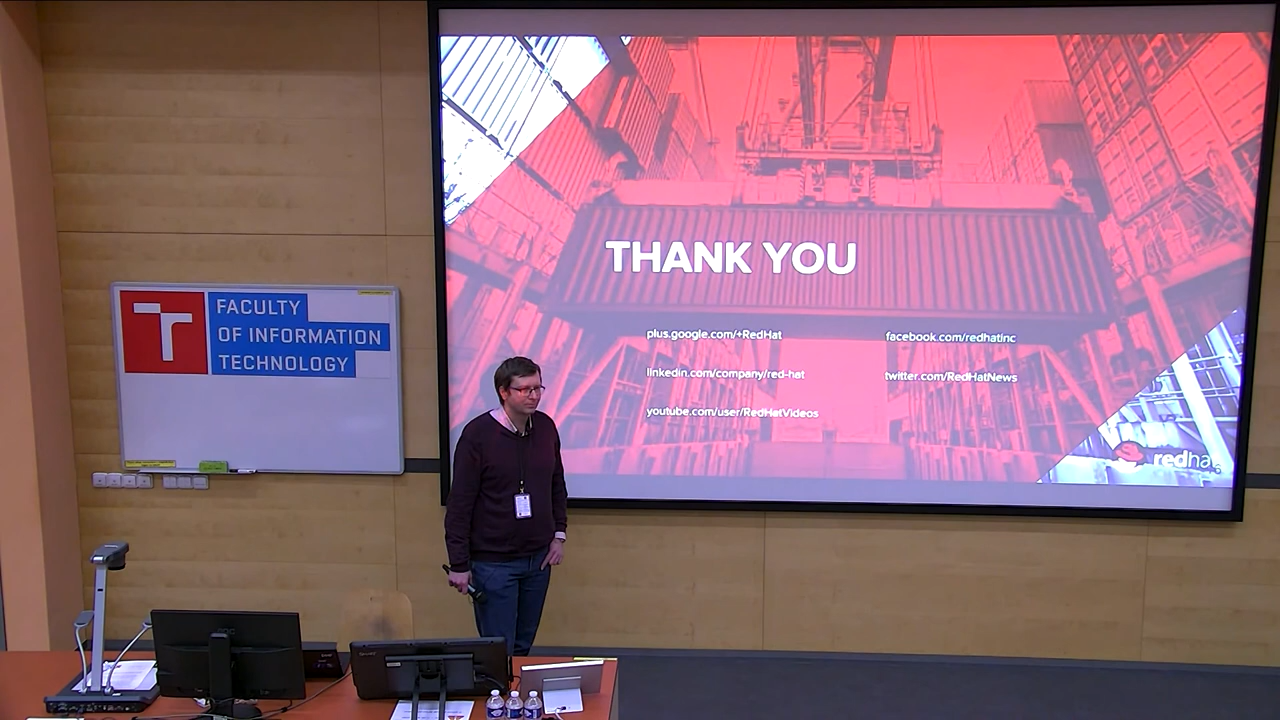 FACULTY
OF INFORMATION
TECHNOLOGY
THANK YOU
plus.google.com/+RedHat
facebook.com/redhatinc
linkedin.com/company/red-hat
twitter.com/RedHatNews
youtube.com/user/RedHatVideos
redhat